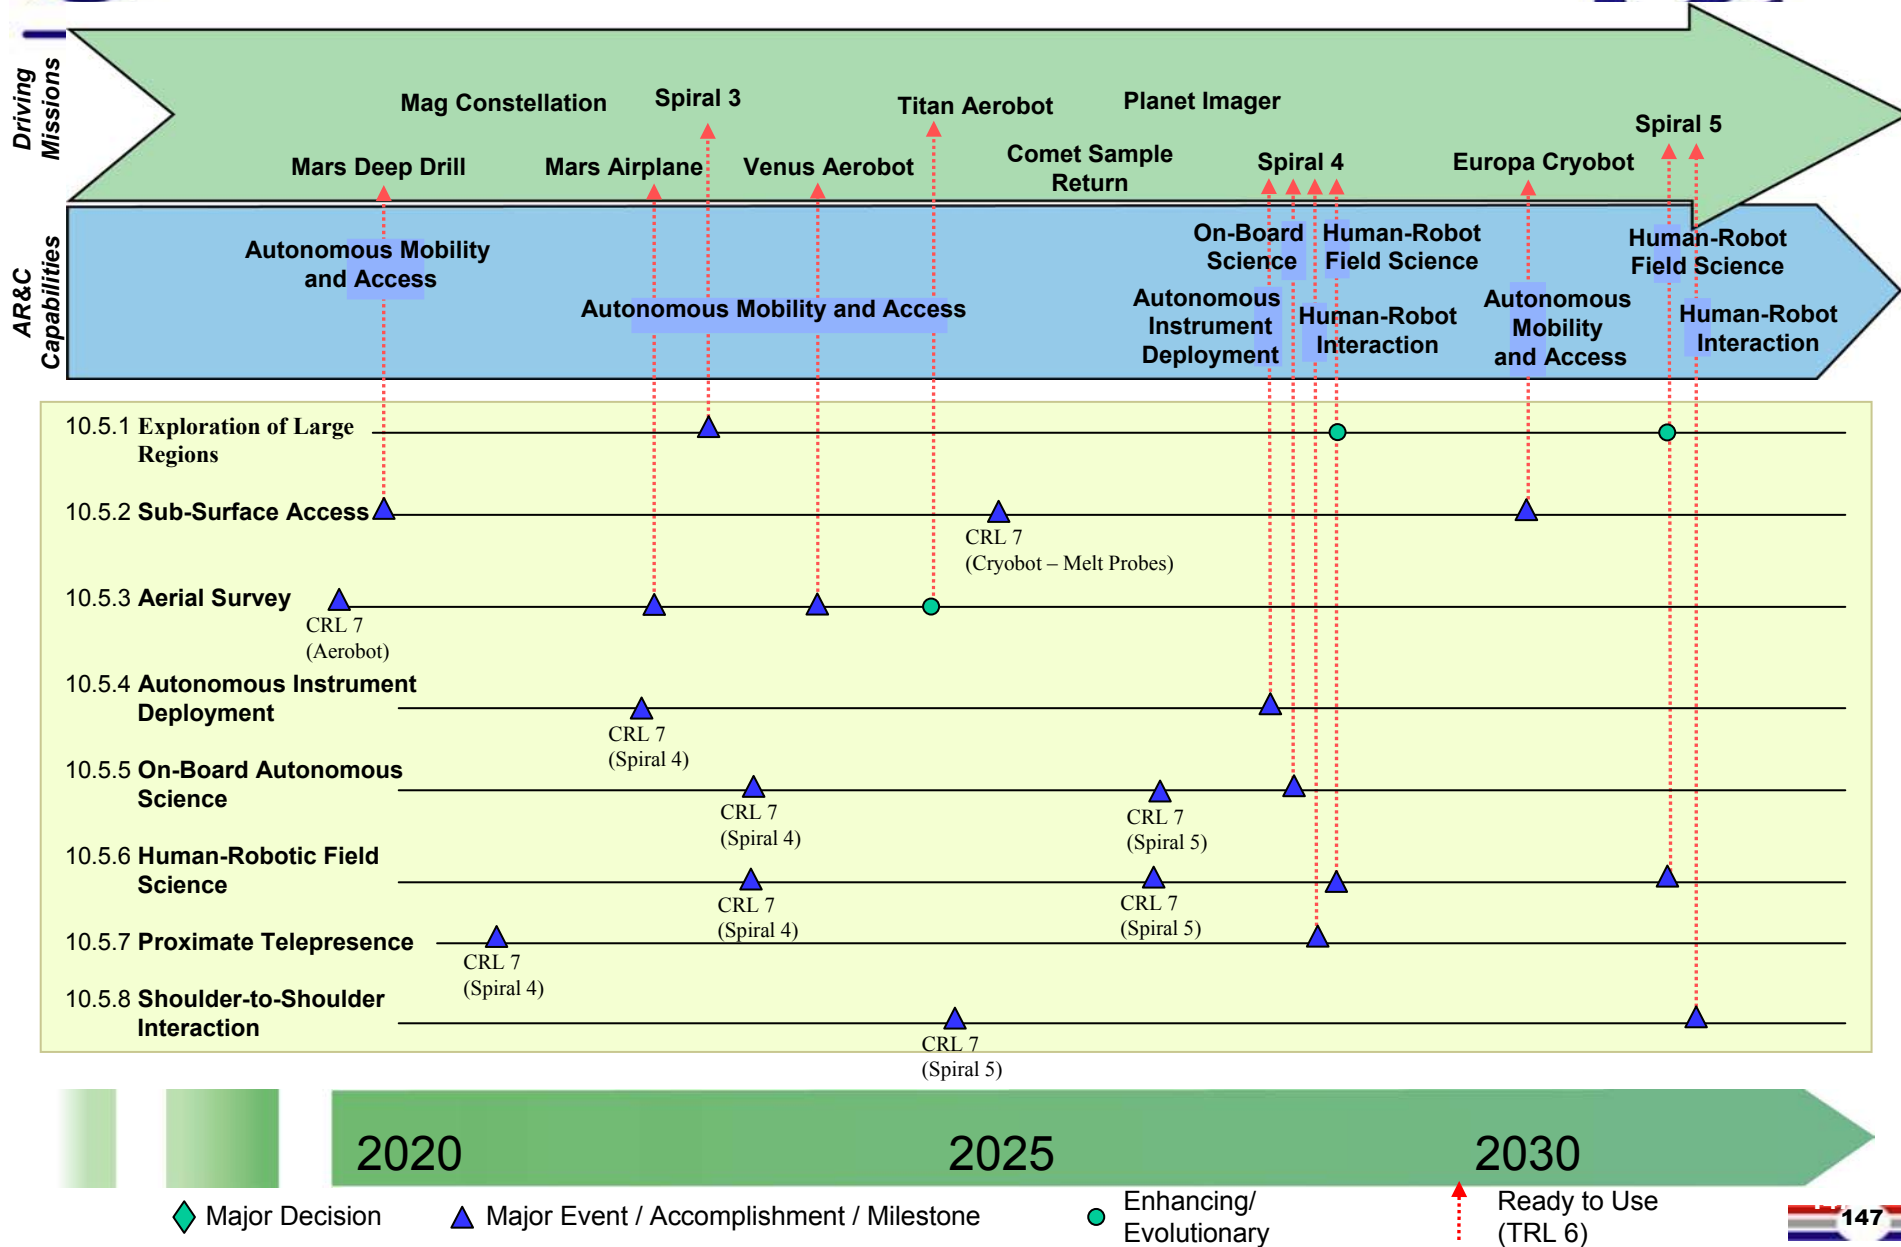 Driving
Missions
Mag Constellation
Spiral 3
Titan Aerobot
Planet Imager
Spiral 5
Mars Deep Drill
Mars Airplane
Venus Aerobot
Comet Sample
Return
Spiral 4
Europa Cryobot
AR&C
Capabilities
Autonomous Mobility
and Access
Autonomous Mobility and Access
On-Board
Science
Human-Robot
Field Science
Autonomous
Instrument
Deployment
Human-Robot
Interaction
Autonomous
Mobility
and Access
Human-Robot
Field Science
Human-Robot
Interaction
10.5.1 Exploration of Large
Regions
10.5.2 Sub-Surface Access
CRL 7
(Cryobot – Melt Probes)
10.5.3 Aerial Survey
CRL 7
(Aerobot)
10.5.4 Autonomous Instrument
Deployment
CRL 7
(Spiral 4)
10.5.5 On-Board Autonomous
Science
CRL 7
(Spiral 4)
CRL 7
(Spiral 5)
10.5.6 Human-Robotic Field
Science
CRL 7
(Spiral 4)
CRL 7
(Spiral 5)
10.5.7 Proximate Telepresence
CRL 7
(Spiral 4)
10.5.8 Shoulder-to-Shoulder
Interaction
CRL 7
(Spiral 5)
2020
2025
2030
Major Decision
Major Event / Accomplishment / Milestone
Enhancing/
Evolutionary
Ready to Use
(TRL 6)
147